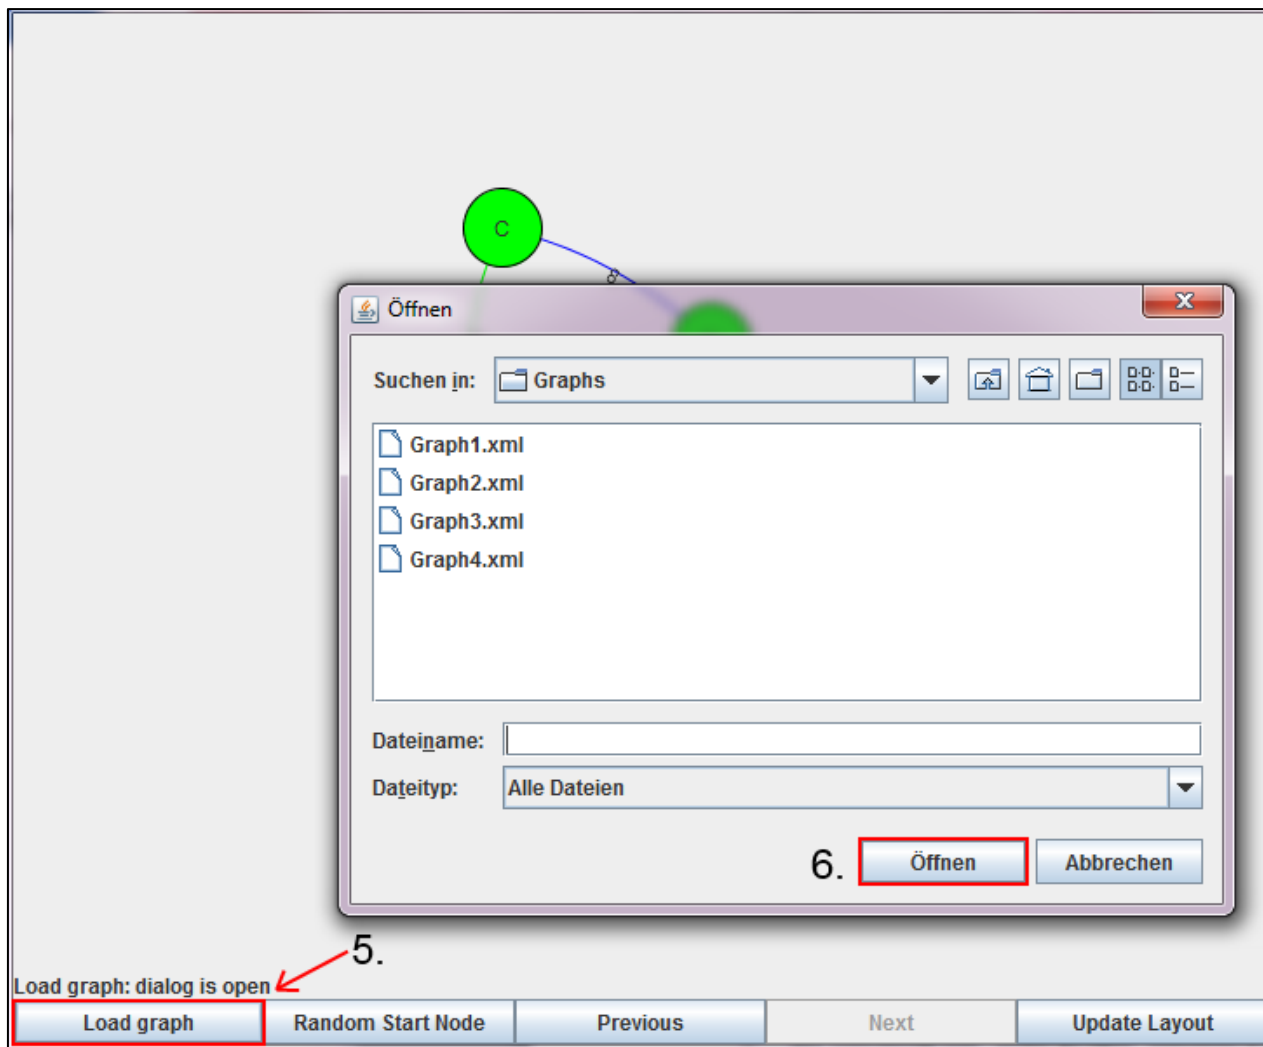 C
8
Öffnen
Suchen in: Graphs
Graph1.xml
Graph2.xml
Graph3.xml
Graph4.xml
Dateiname:
Dateityp: Alle Dateien
6. Öffnen Abbrechen
5.
Load graph: dialog is open
Load graph Random Start Node Previous Next Update Layout